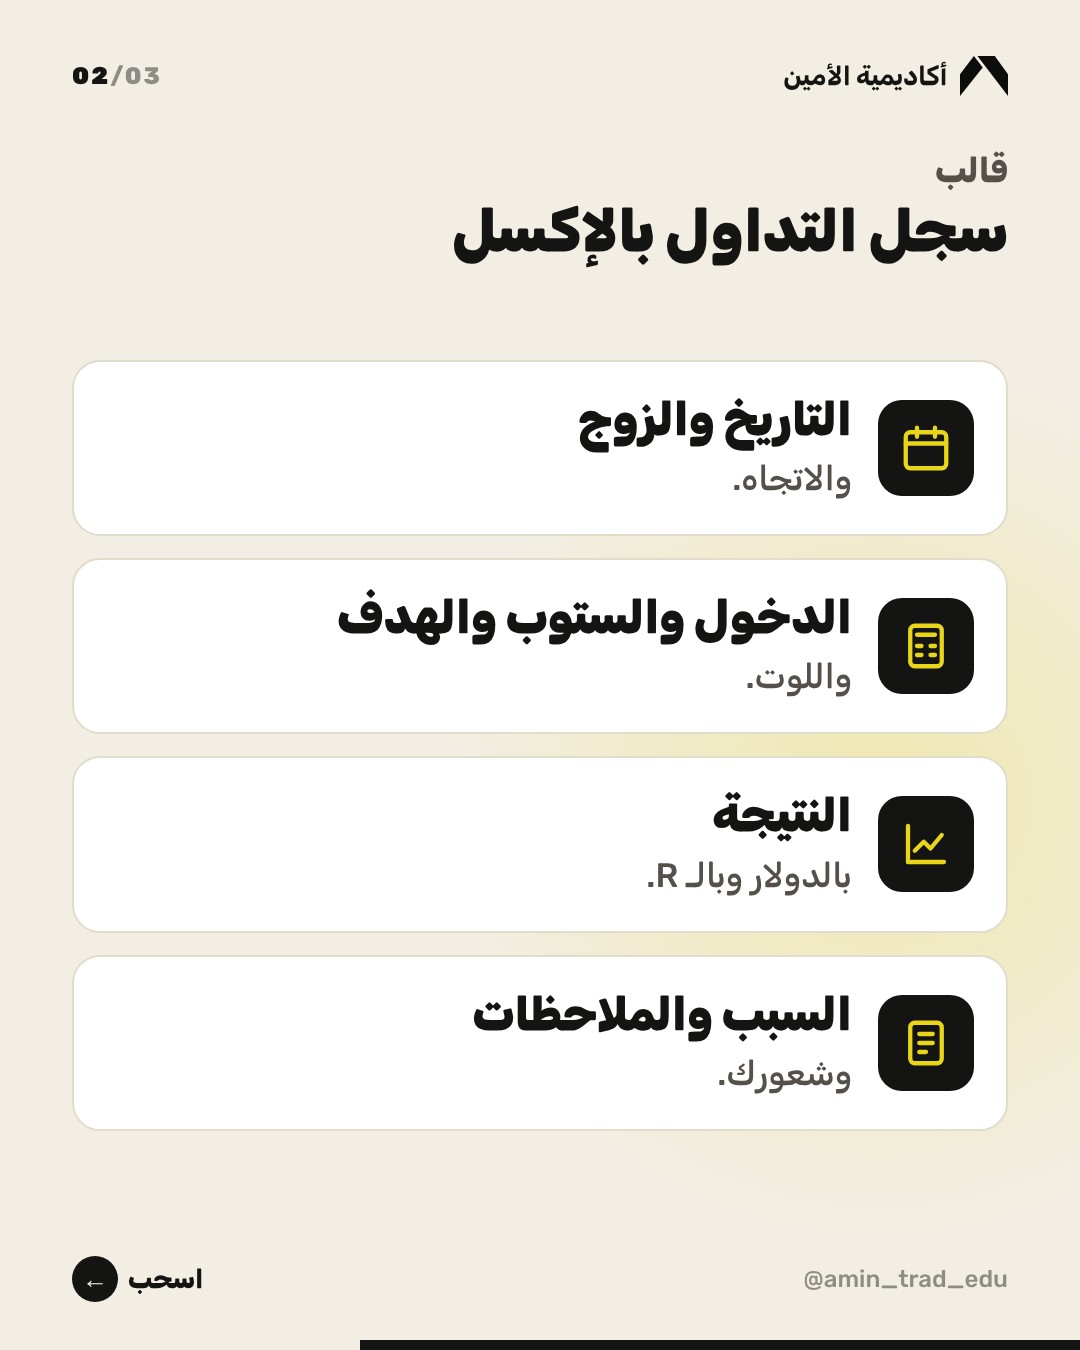 أكاديمية الأمين
02/03
قالب
سجل التداول بالإكسل
التاريخ والزوج
والاتجاه.
الدخول والستوب والهدف
واللوت.
النتيجة
بالدولار وبالـ R.
السبب والملاحظات
وشعورك.
@amin_trad_edu
اسحب ←